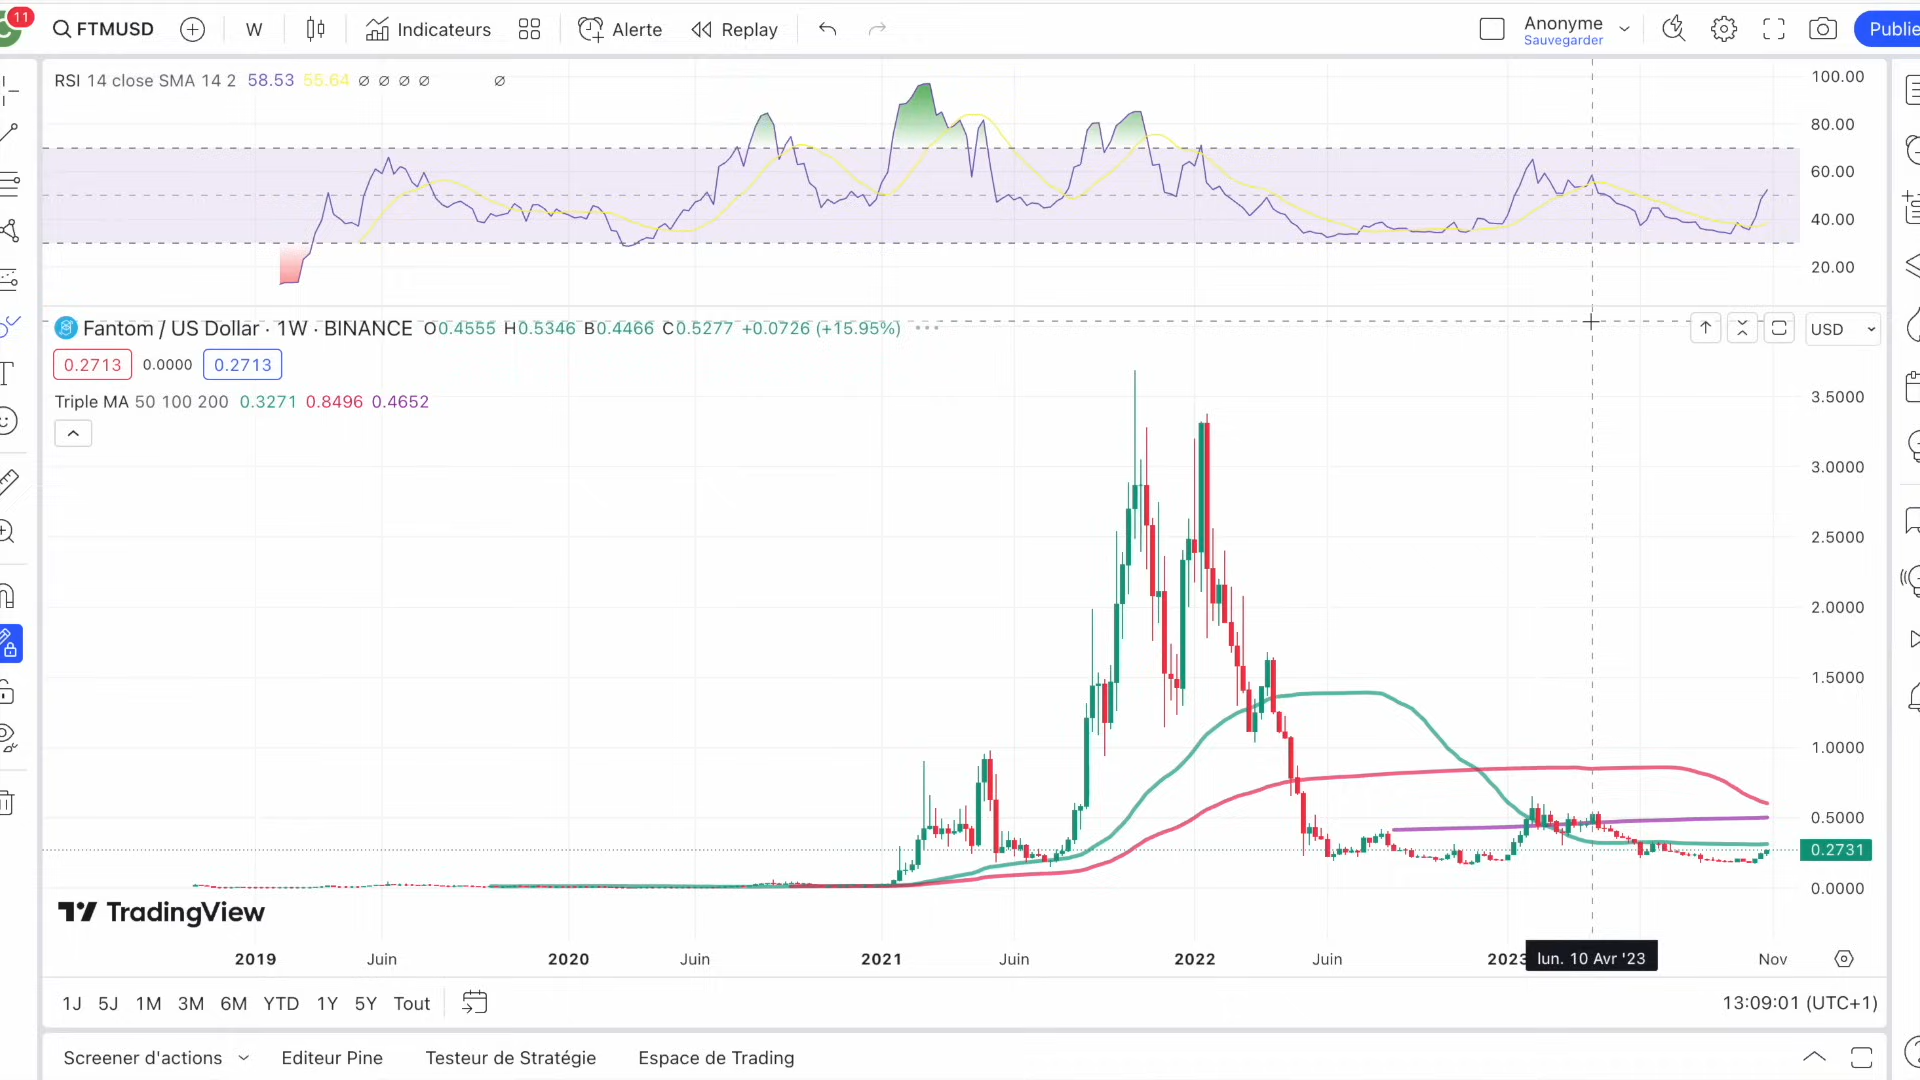 11
FTMUSD
W
Indicateurs
Alerte
Replay
Anonyme
Sauvegarder
Publie
RSI 14 close SMA 14 2 58.53 55.64 ∅ ∅ ∅ ∅ ∅
100.00
80.00
60.00
40.00
20.00
Fantom / US Dollar · 1W · BINANCE O0.4555 H0.5346 B0.4466 C0.5277 +0.0726 (+15.95%)
USD
0.2713 0.0000 0.2713
Triple MA 50 100 200 0.3271 0.8496 0.4652
3.5000
3.0000
2.5000
2.0000
1.5000
1.0000
0.5000
0.2731
0.0000
TradingView
2019 Juin 2020 Juin 2021 Juin 2022 Juin 2023 lun. 10 Avr '23 Nov
1J 5J 1M 3M 6M YTD 1Y 5Y Tout
13:09:01 (UTC+1)
Screener d'actions Editeur Pine Testeur de Stratégie Espace de Trading